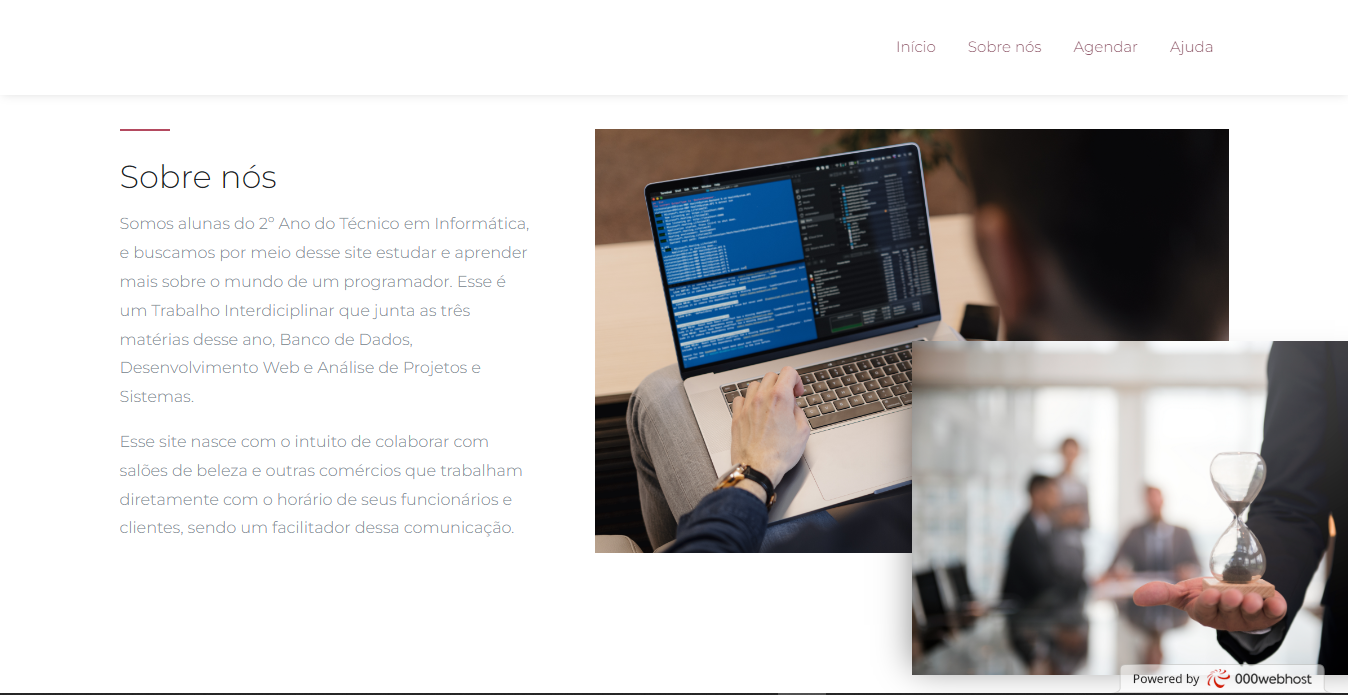 Início Sobre nós Agendar Ajuda
Sobre nós
Somos alunas do 2º Ano do Técnico em Informática,
e buscamos por meio desse site estudar e aprender
mais sobre o mundo de um programador. Esse é
um Trabalho Interdiciplinar que junta as três
matérias desse ano, Banco de Dados,
Desenvolvimento Web e Análise de Projetos e
Sistemas.
Esse site nasce com o intuito de colaborar com
salões de beleza e outras comércios que trabalham
diretamente com o horário de seus funcionários e
clientes, sendo um facilitador dessa comunicação.
Powered by 000webhost